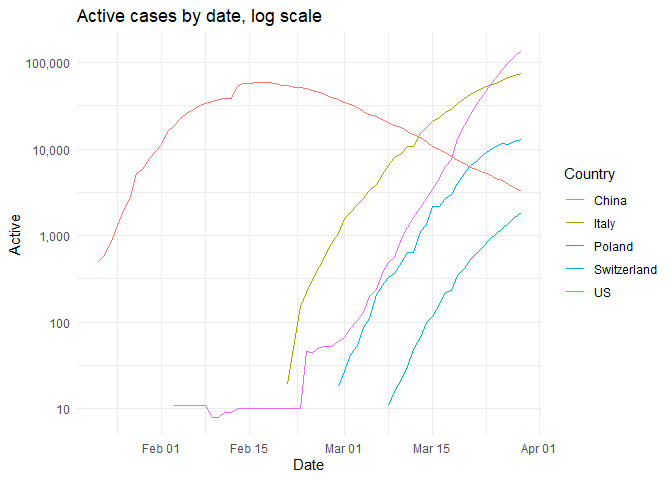 Active cases by date, log scale
100,000
10,000
1,000
100
10
Active
Feb 01
Feb 15
Mar 01
Mar 15
Apr 01
Date
Country
China
Italy
Poland
Switzerland
US